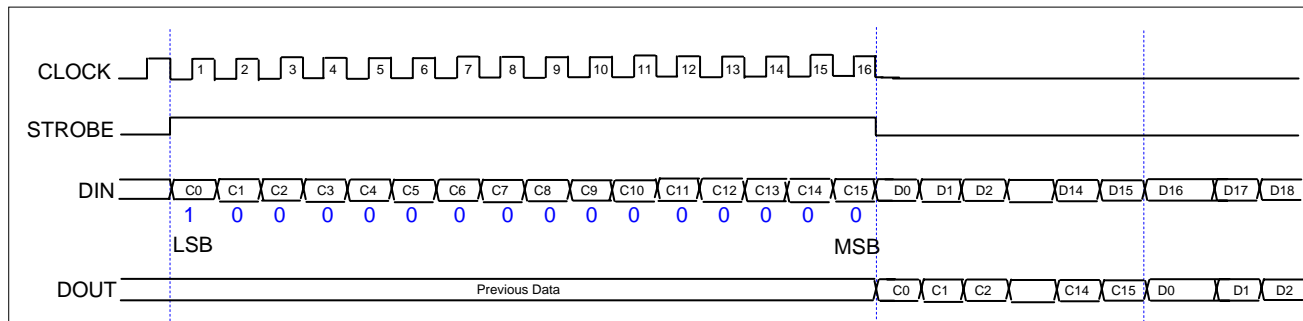 CLOCK 1 2 3 4 5 6 7 8 9 10 11 12 13 14 15 16
STROBE
DIN C0 C1 C2 C3 C4 C5 C6 C7 C8 C9 C10 C11 C12 C13 C14 C15 D0 D1 D2 D14 D15 D16 D17 D18
1 0 0 0 0 0 0 0 0 0 0 0 0 0 0 0
LSB MSB
DOUT Previous Data C0 C1 C2 C14 C15 D0 D1 D2